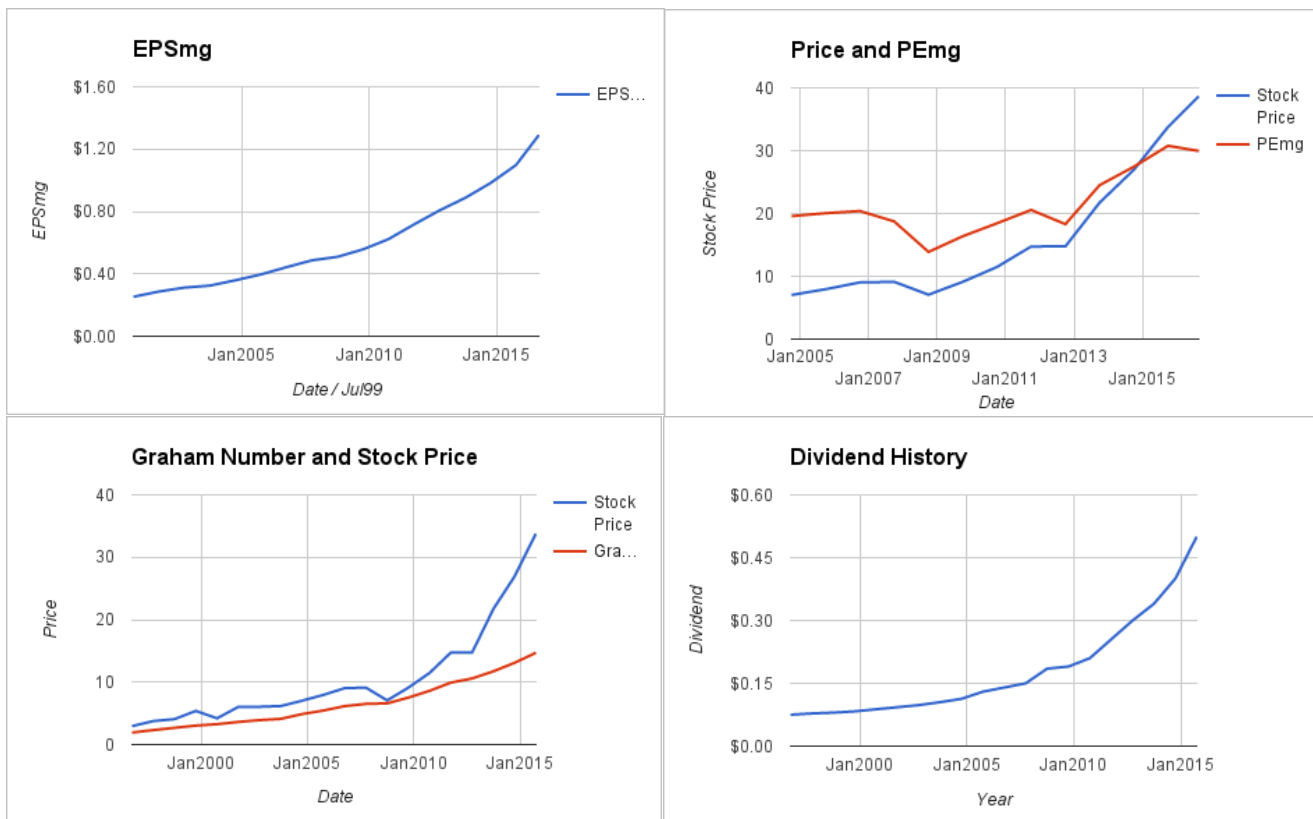 EPSmg
$1.60
$1.20
$0.80
$0.40
$0.00
EPSmg
Jan2005
Jan2010
Jan2015
Date / Jul99
EPS...
Price and PEmg
40
30
20
10
0
Stock Price
Jan2005
Jan2007
Jan2009
Jan2011
Jan2013
Jan2015
Date
Stock
Price
PEmg
Graham Number and Stock Price
40
30
20
10
0
Price
Jan2000
Jan2005
Jan2010
Jan2015
Date
Stock
Price
Gra...
Dividend History
$0.60
$0.45
$0.30
$0.15
$0.00
Dividend
Jan2000
Jan2005
Jan2010
Jan2015
Year